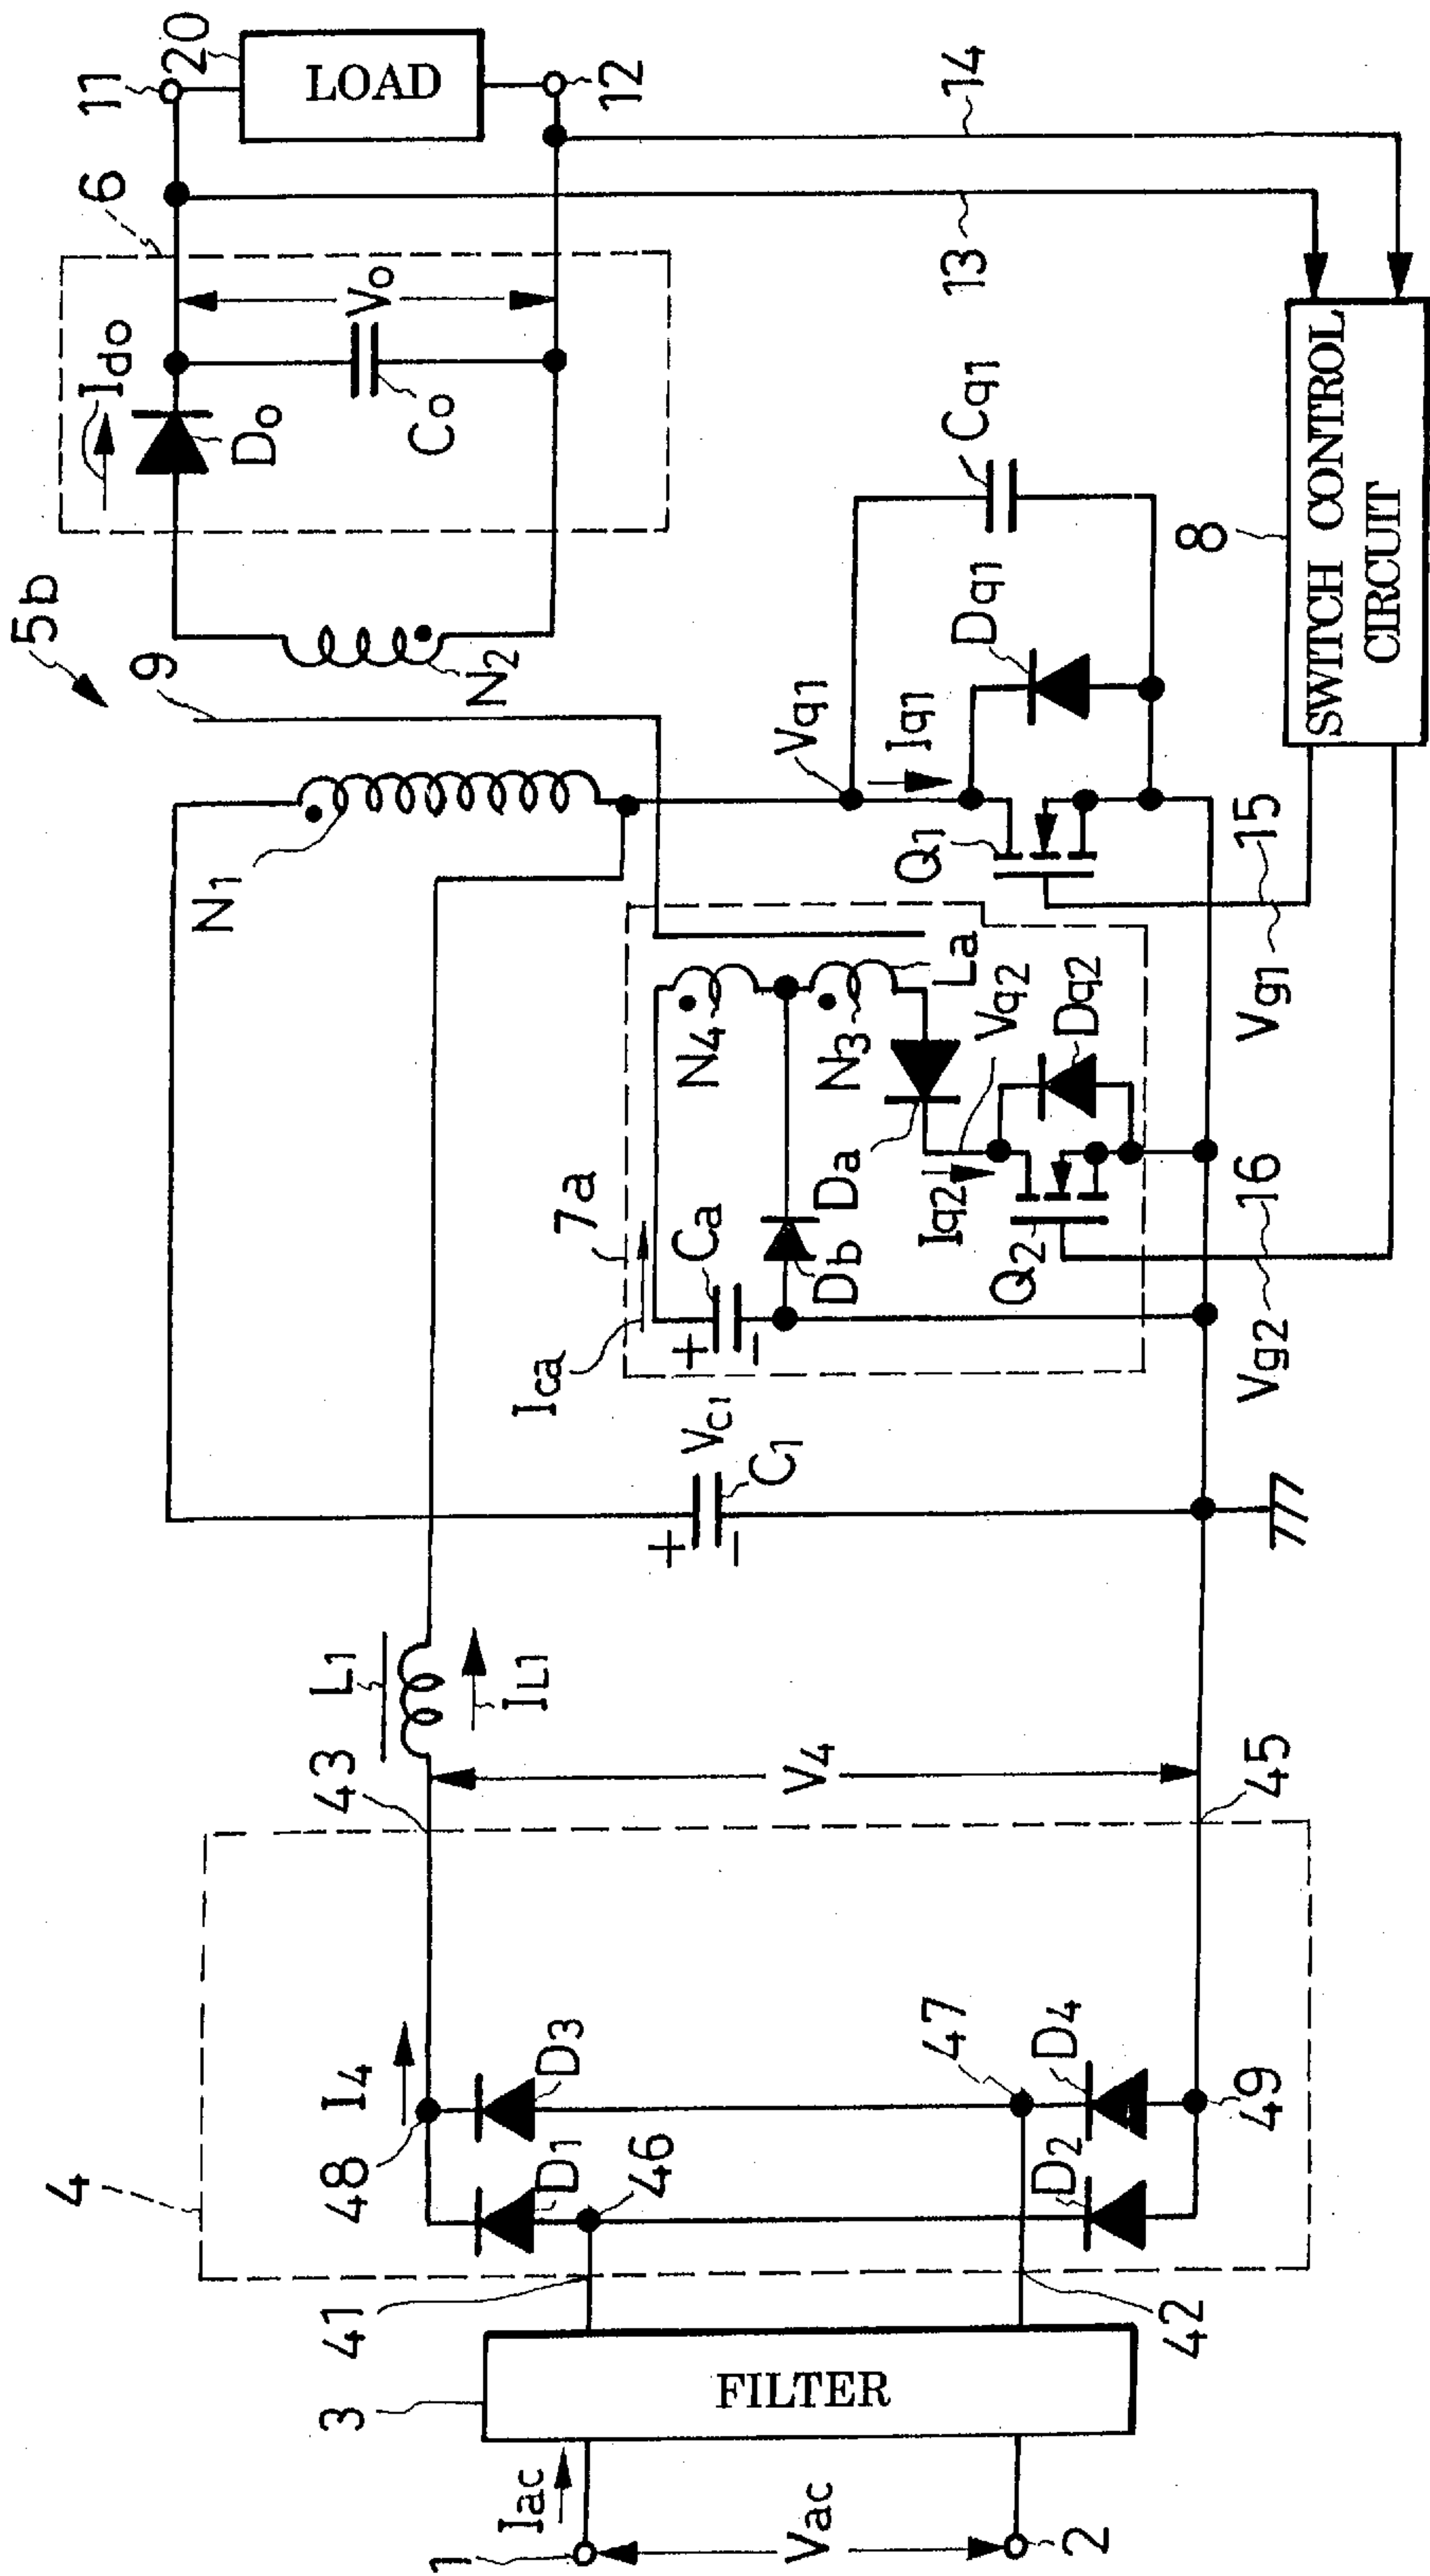 1
Iac
Vac
2
3
FILTER
41
42
4
48
I4
D1
D3
46
47
D2
D4
49
43
45
V4
L1
IL1
C1
VC1
Ica
7a
Ca
Db
Da
N4
N3
La
Iq2
Vq2
Q2
Dq2
Vg2
16
N1
9
5b
N2
Vq1
Iq1
Q1
Dq1
Cq1
Vg1
15
8
SWITCH CONTROL
CIRCUIT
Ido
Do
Co
Vo
6
13
14
11
20
LOAD
12